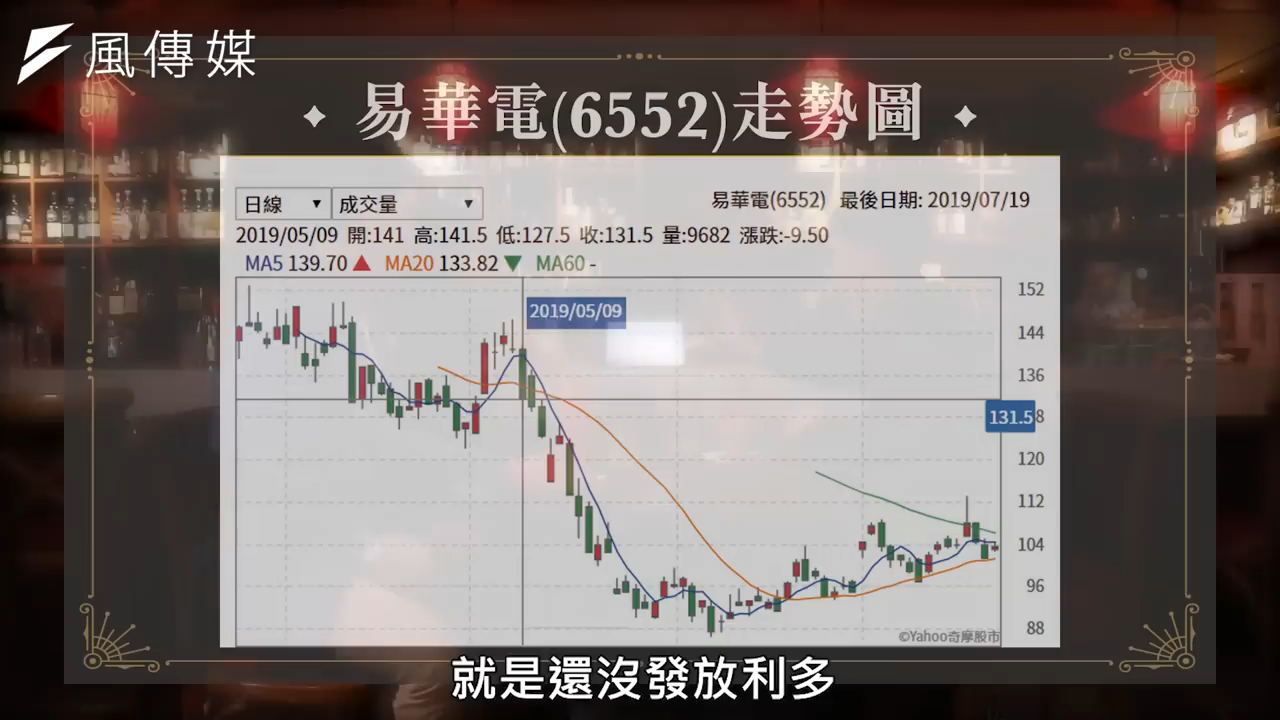 風傳媒
易華電(6552)走勢圖
日線 ▼ 成交量 ▼ 易華電(6552) 最後日期: 2019/07/19
2019/05/09 開:141 高:141.5 低:127.5 收:131.5 量:9682 漲跌:-9.50
MA5 139.70 ▲ MA20 133.82 ▼ MA60 -
2019/05/09
152
144
136
131.5
8
120
112
104
96
88
©Yahoo奇摩股市
就是還沒發放利多